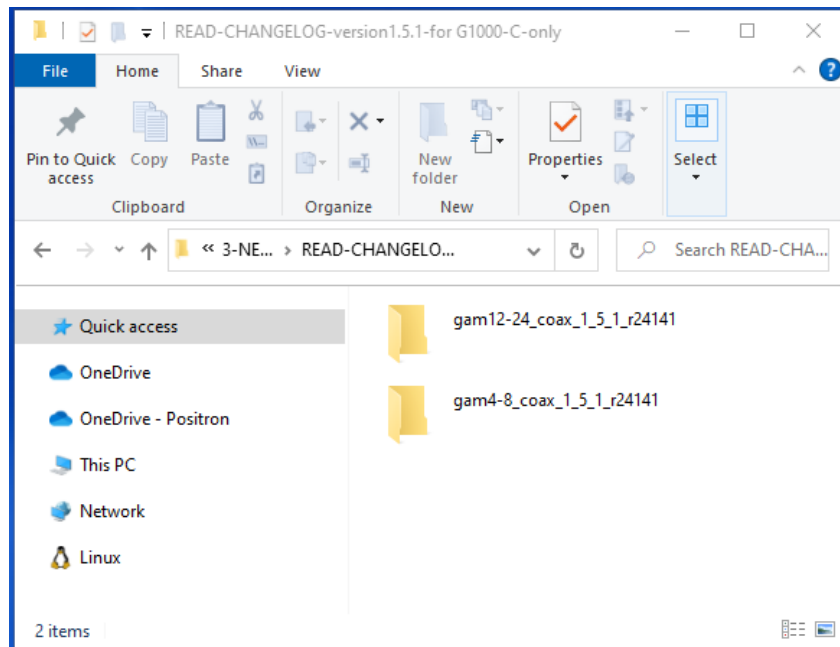 READ-CHANGELOG-version1.5.1-for G1000-C-only
File Home Share View
Pin to Quick access
Copy
Paste
New folder
Properties
Select
Clipboard Organize New Open
« 3-NE... › READ-CHANGELO... Search READ-CHA...
Quick access
OneDrive
OneDrive - Positron
This PC
Network
Linux
gam12-24_coax_1_5_1_r24141
gam4-8_coax_1_5_1_r24141
2 items